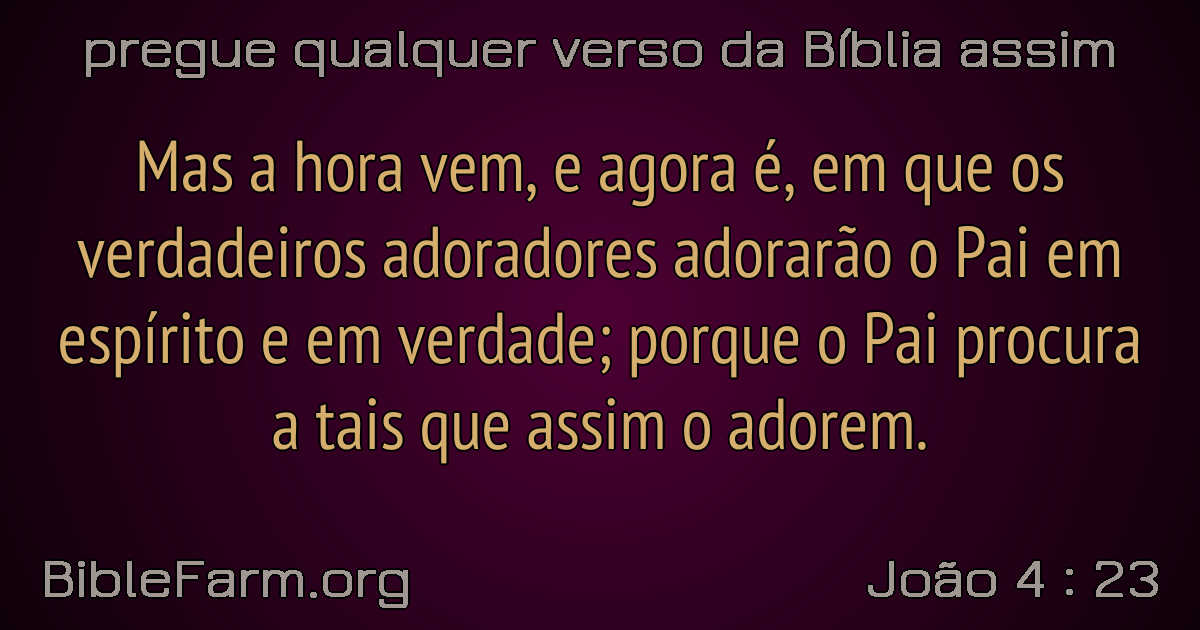 pregue qualquer verso da Bíblia assim
Mas a hora vem, e agora é, em que os
verdadeiros adoradores adorarão o Pai em
espírito e em verdade; porque o Pai procura
a tais que assim o adorem.
BibleFarm.org
João 4 : 23